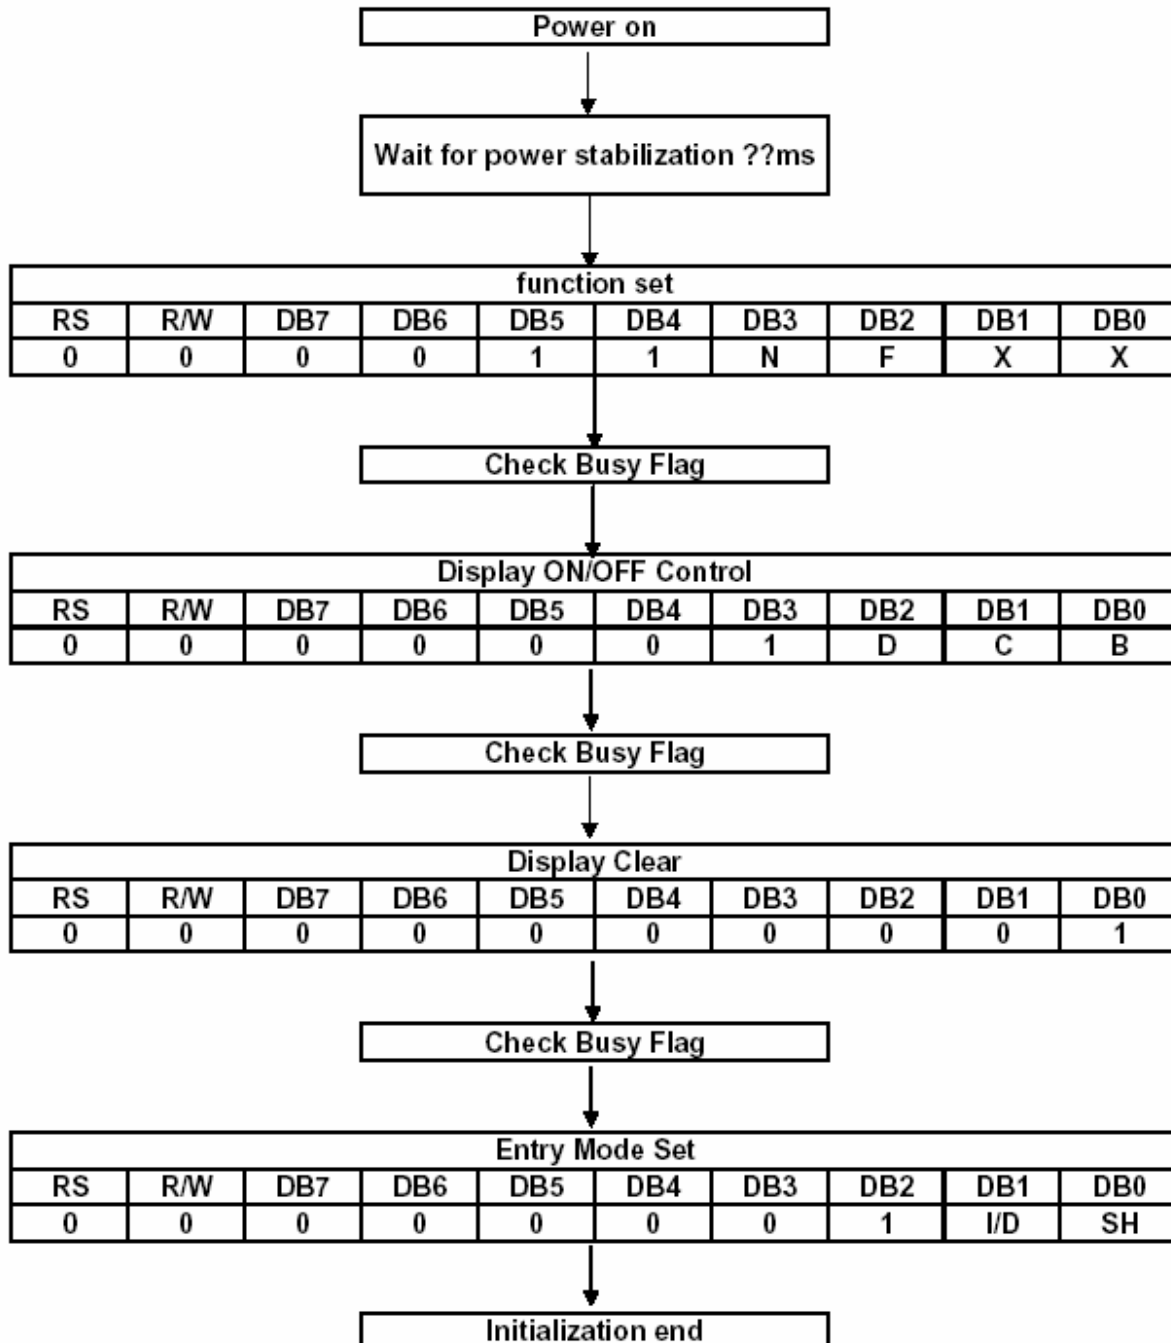 Power on
Wait for power stabilization ??ms
function set
RS R/W DB7 DB6 DB5 DB4 DB3 DB2 DB1 DB0
0 0 0 0 1 1 N F X X
Check Busy Flag
Display ON/OFF Control
RS R/W DB7 DB6 DB5 DB4 DB3 DB2 DB1 DB0
0 0 0 0 0 0 1 D C B
Check Busy Flag
Display Clear
RS R/W DB7 DB6 DB5 DB4 DB3 DB2 DB1 DB0
0 0 0 0 0 0 0 0 0 1
Check Busy Flag
Entry Mode Set
RS R/W DB7 DB6 DB5 DB4 DB3 DB2 DB1 DB0
0 0 0 0 0 0 0 1 I/D SH
Initialization end